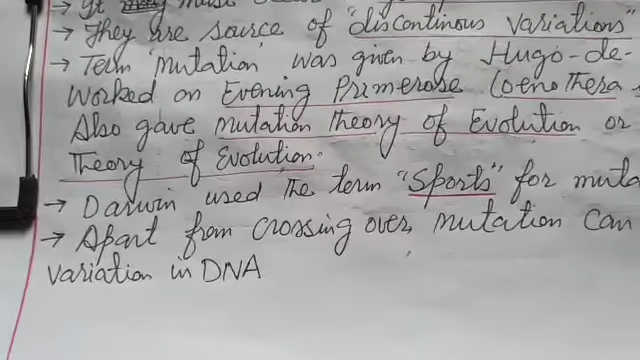 → It must
→ They are source of "discontinous variations"
→ Term 'mutation' was given by Hugo-de-
Worked on Evening Primerose (oenothera
Also gave mutation theory of Evolution or
Theory of Evolution.
→ Darwin used the term "Sports" for muta
→ Apart from crossing over, mutation can
variation in DNA